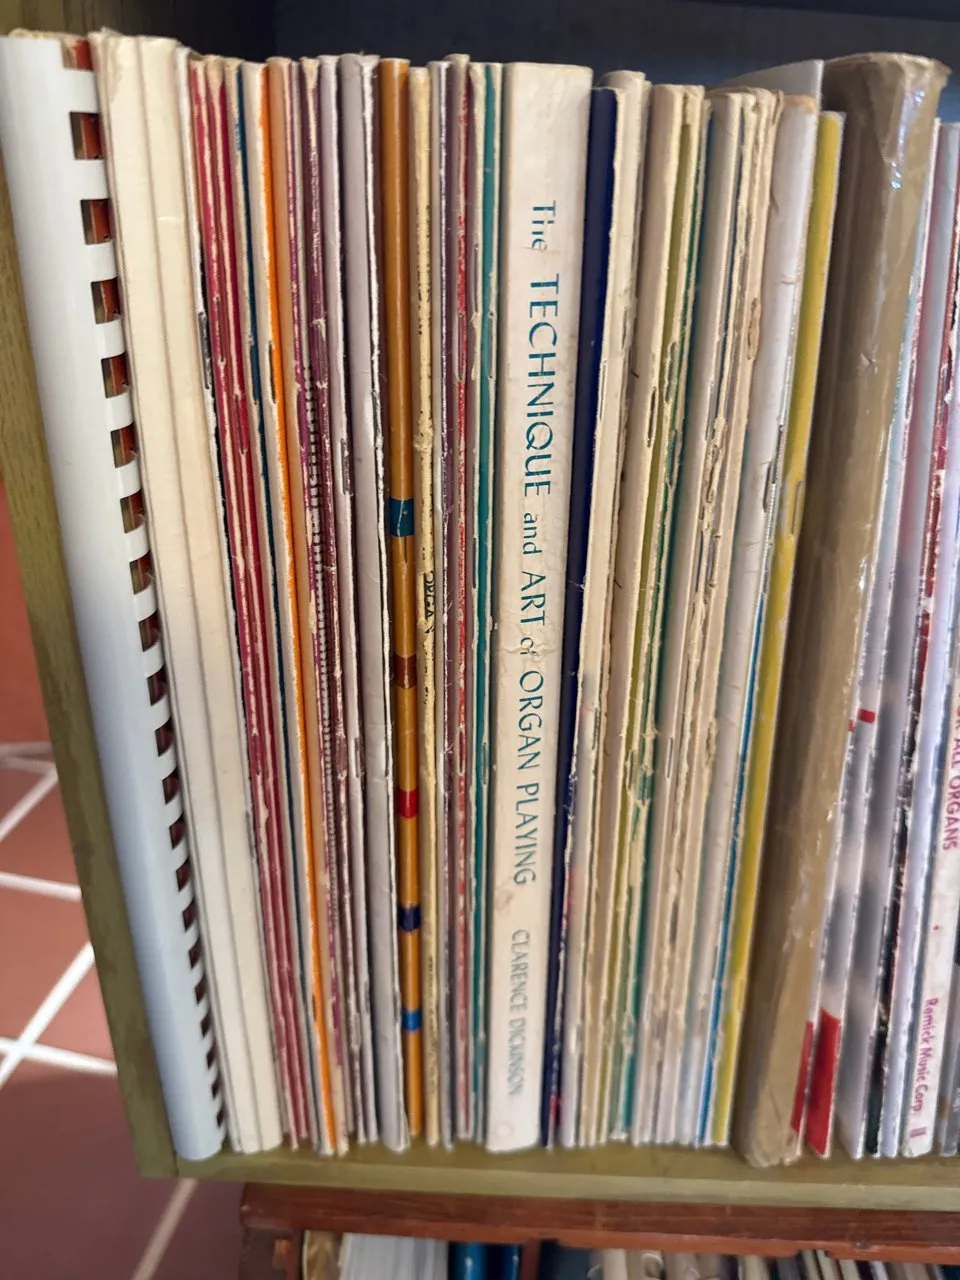 The TECHNIQUE and ART of ORGAN PLAYING CLARENCE DICKINSON
ALL ORGANS
Remick Music Corp